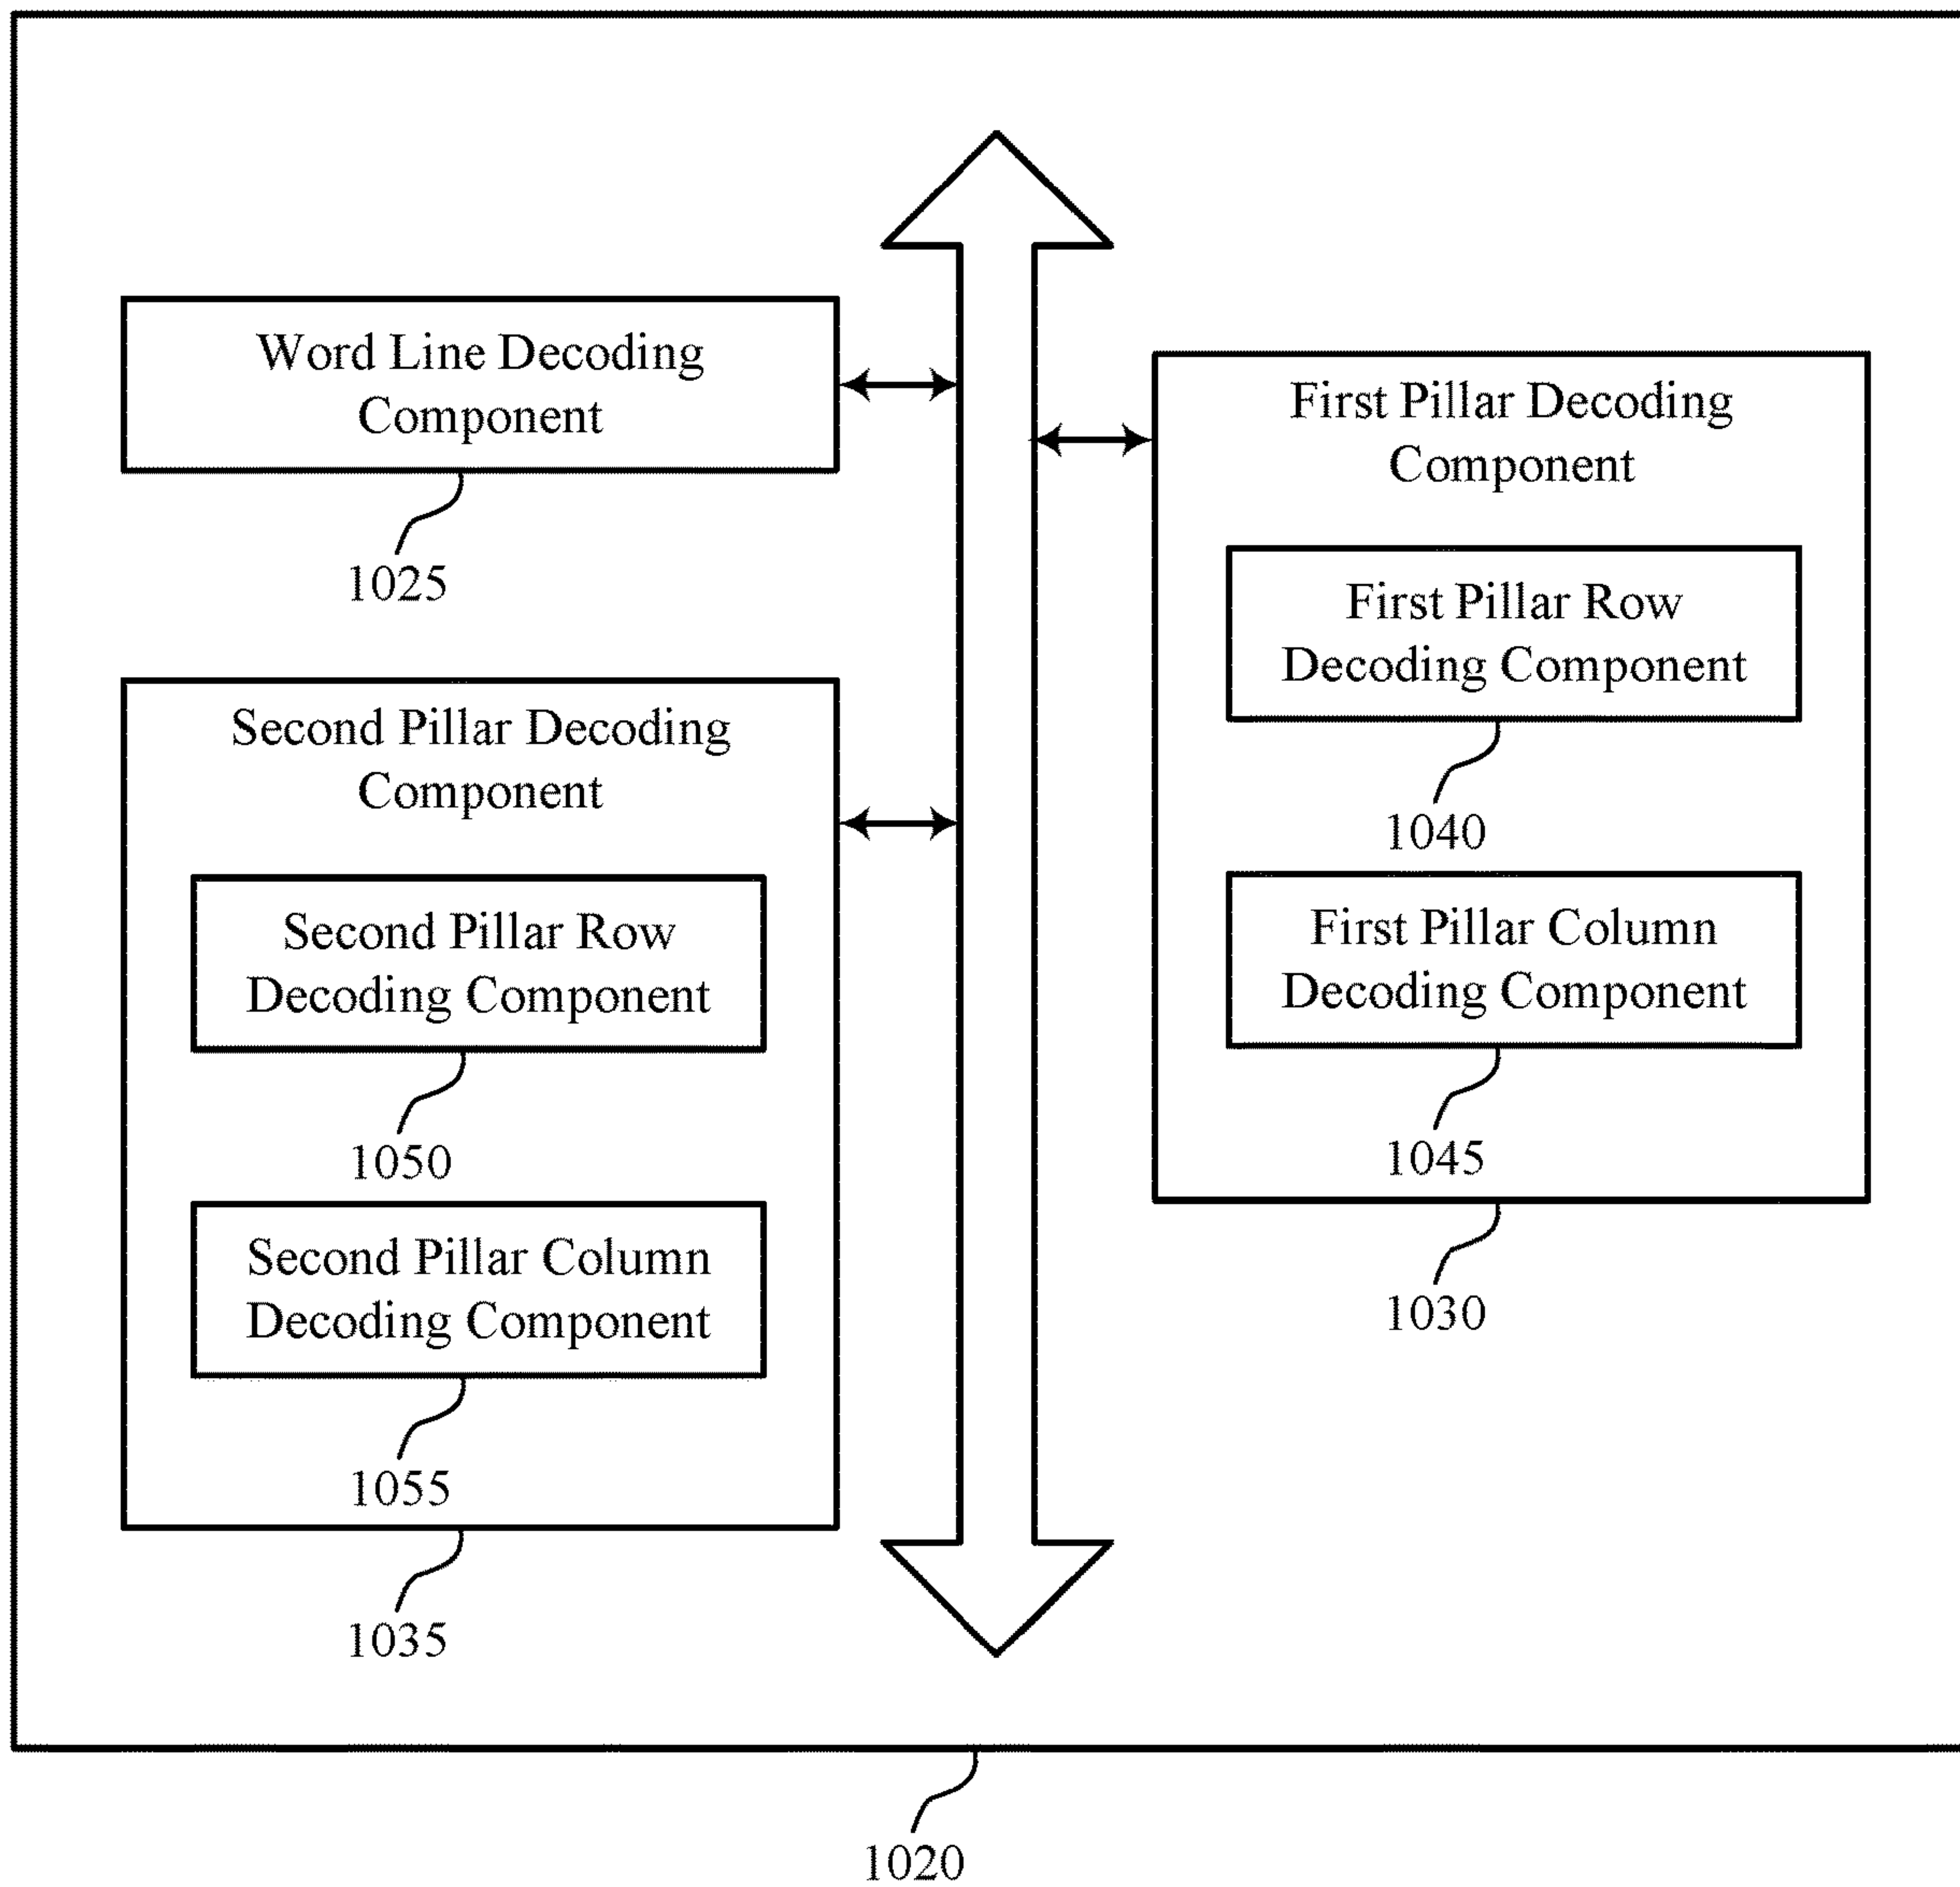 Word Line Decoding
Component
1025
Second Pillar Decoding
Component
Second Pillar Row
Decoding Component
1050
Second Pillar Column
Decoding Component
1055
1035
First Pillar Decoding
Component
First Pillar Row
Decoding Component
1040
First Pillar Column
Decoding Component
1045
1030
1020